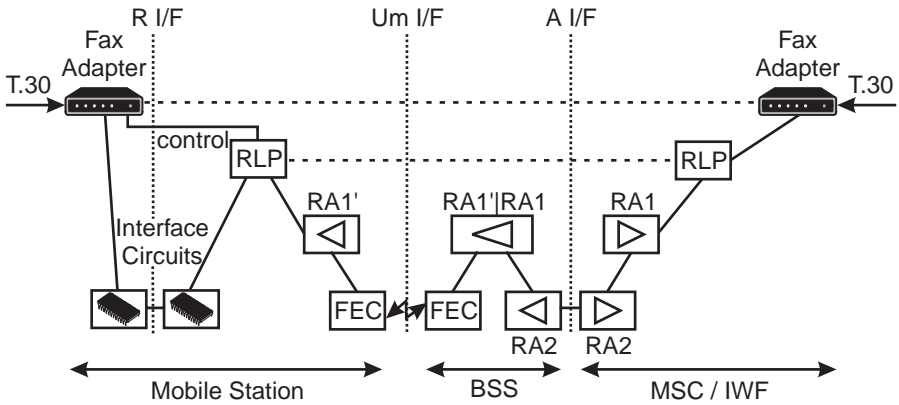 R I/F
Um I/F
A I/F
Fax
Adapter
Fax
Adapter
T.30
T.30
control
RLP
RLP
RA1'
RA1'|RA1
RA1
Interface
Circuits
FEC
FEC
RA2
RA2
Mobile Station
BSS
MSC / IWF